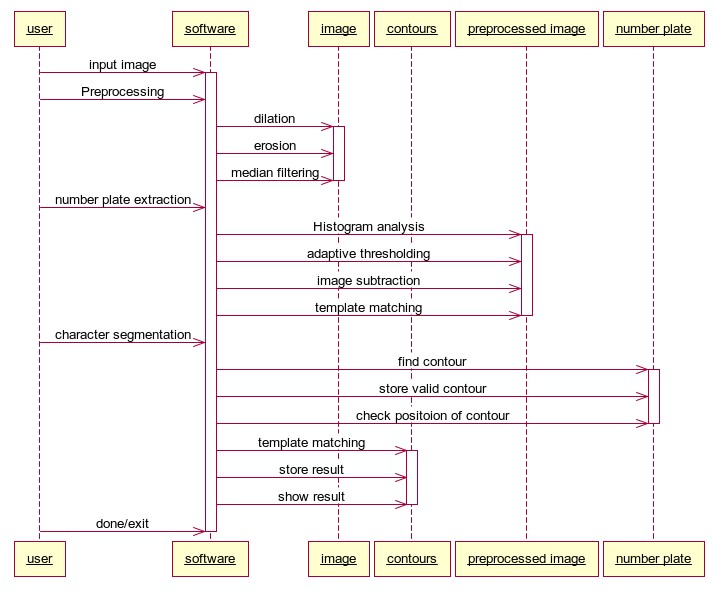 user software image contours preprocessed image number plate
input image
Preprocessing
dilation
erosion
median filtering
number plate extraction
Histogram analysis
adaptive thresholding
image subtraction
template matching
character segmentation
find contour
store valid contour
check positoion of contour
template matching
store result
show result
done/exit
user software image contours preprocessed image number plate